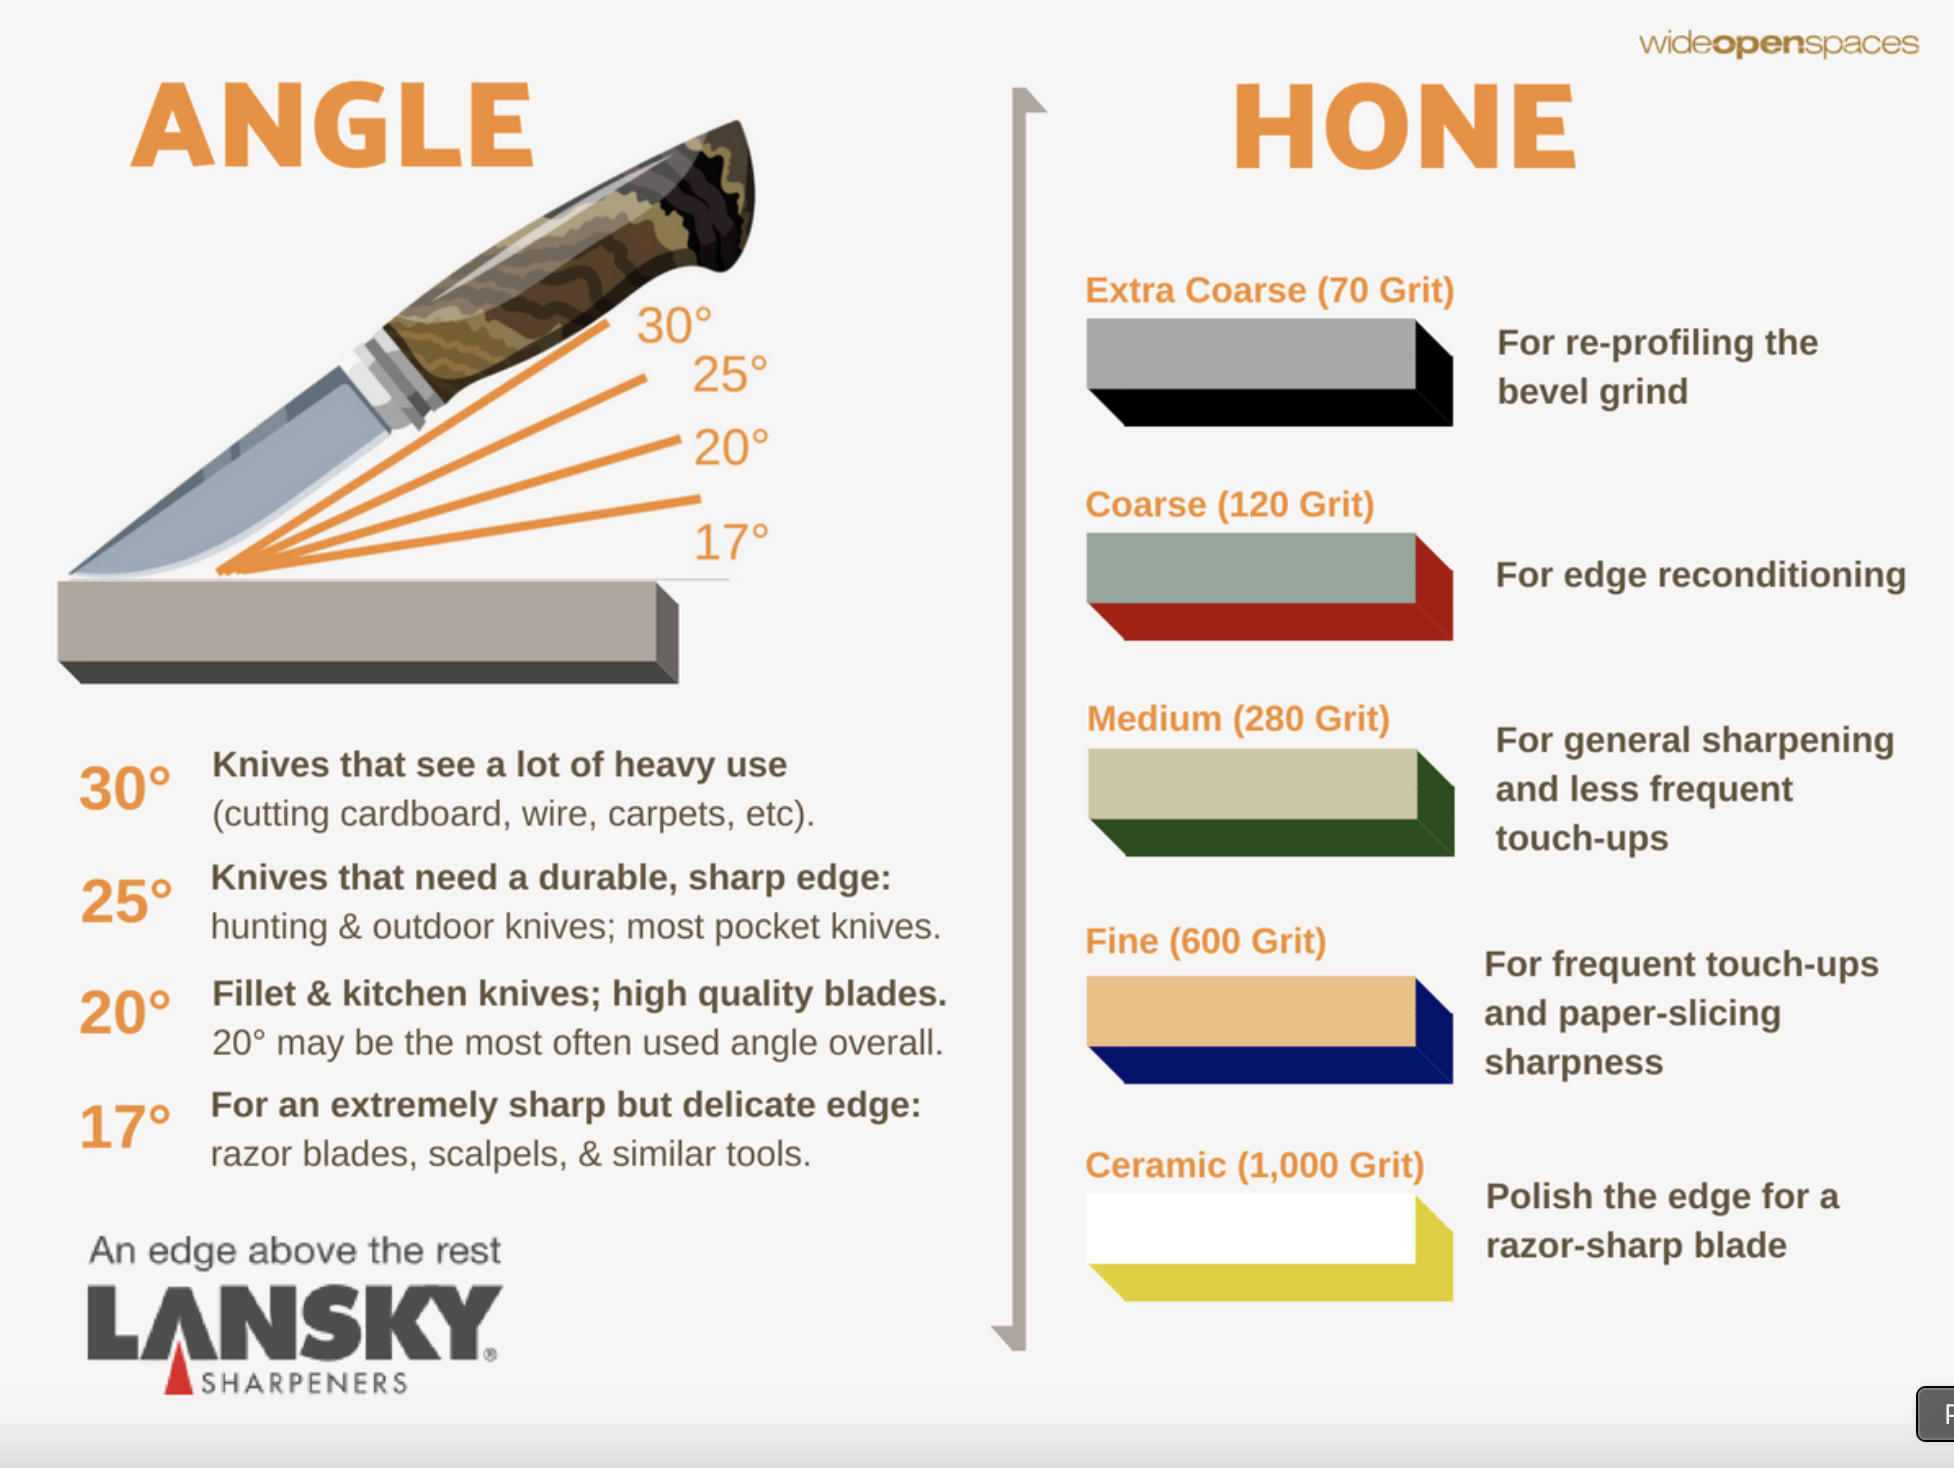 wideopenspaces
ANGLE
30°
25°
20°
17°
30°
Knives that see a lot of heavy use
(cutting cardboard, wire, carpets, etc).
25°
Knives that need a durable, sharp edge:
hunting & outdoor knives; most pocket knives.
20°
Fillet & kitchen knives; high quality blades.
20° may be the most often used angle overall.
17°
For an extremely sharp but delicate edge:
razor blades, scalpels, & similar tools.
An edge above the rest
LANSKY®
SHARPENERS
HONE
Extra Coarse (70 Grit)
For re-profiling the
bevel grind
Coarse (120 Grit)
For edge reconditioning
Medium (280 Grit)
For general sharpening
and less frequent
touch-ups
Fine (600 Grit)
For frequent touch-ups
and paper-slicing
sharpness
Ceramic (1,000 Grit)
Polish the edge for a
razor-sharp blade